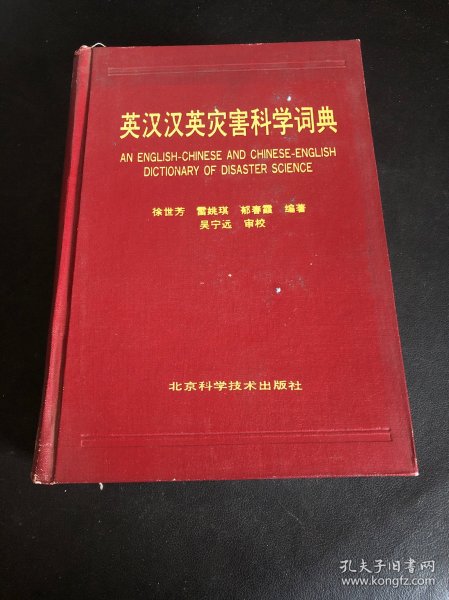 英汉汉英灾害科学词典
AN ENGLISH-CHINESE AND CHINESE-ENGLISH
DICTIONARY OF DISASTER SCIENCE
徐世芳 雷姚琪 郁春霞 编著
吴宁远 审校
北京科学技术出版社
孔夫子旧书网
www.kongfz.com